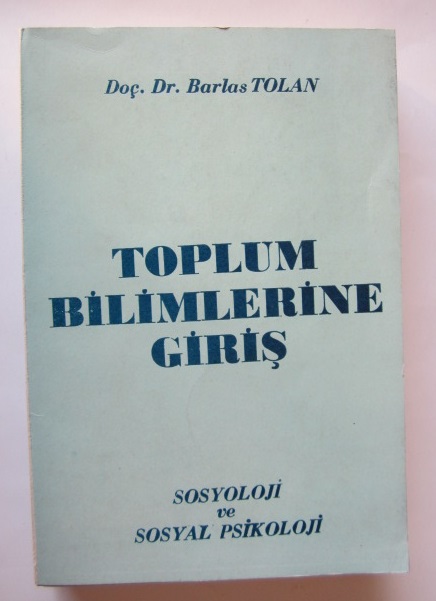 Doç. Dr. Barlas TOLAN
TOPLUM
BİLİMLERİNE
GİRİŞ
SOSYOLOJİ
ve
SOSYAL PSİKOLOJİ